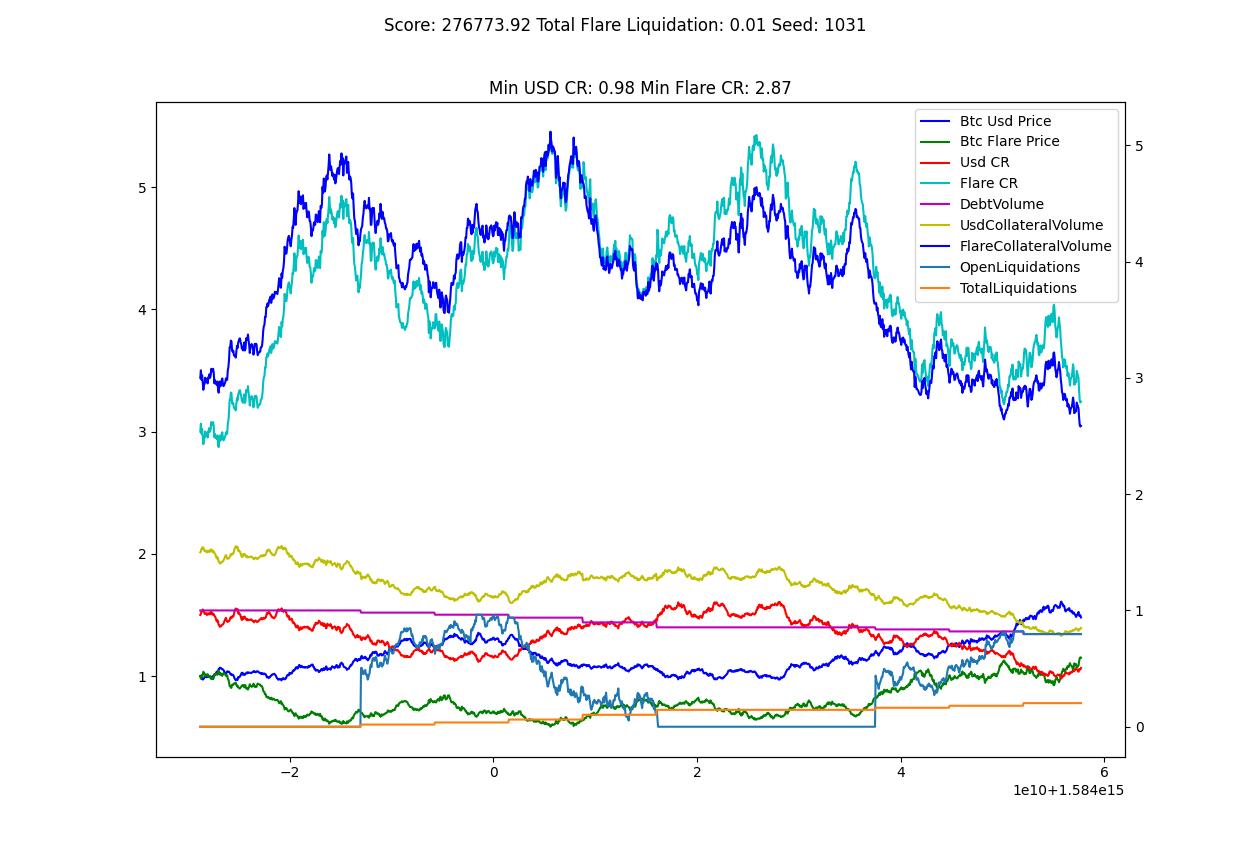 Score: 276773.92 Total Flare Liquidation: 0.01 Seed: 1031
Min USD CR: 0.98 Min Flare CR: 2.87
Btc Usd Price
Btc Flare Price
Usd CR
Flare CR
DebtVolume
UsdCollateralVolume
FlareCollateralVolume
OpenLiquidations
TotalLiquidations
5
4
3
2
1
5
4
3
2
1
0
−2 0 2 4 6
1e10+1.584e15